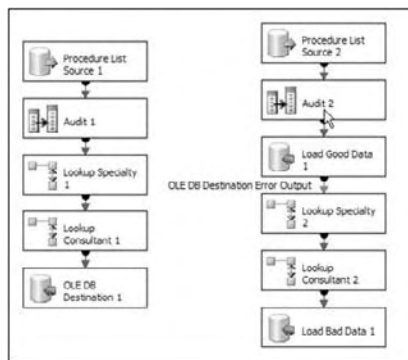 Procedure List
Source 1
Audit 1
Lookup Specialty
1
Lookup
Consultant 1
OLE DB
Destination 1
Procedure List
Source 2
Audit 2
Load Good Data
1
OLE DB Destination Error Output
Lookup Specialty
2
Lookup
Consultant 2
Load Bad Data 1